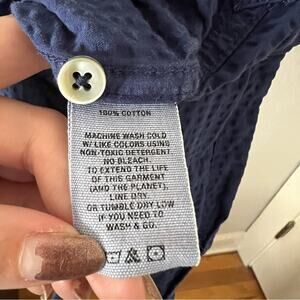 100% COTTON
MACHINE WASH COLD
W/ LIKE COLORS USING
NON-TOXIC DETERGENT
NO BLEACH.
TO EXTEND THE LIFE
OF THIS GARMENT
(AND THE PLANET),
LINE DRY
OR TUMBLE DRY LOW
IF YOU NEED TO
WASH & GO.